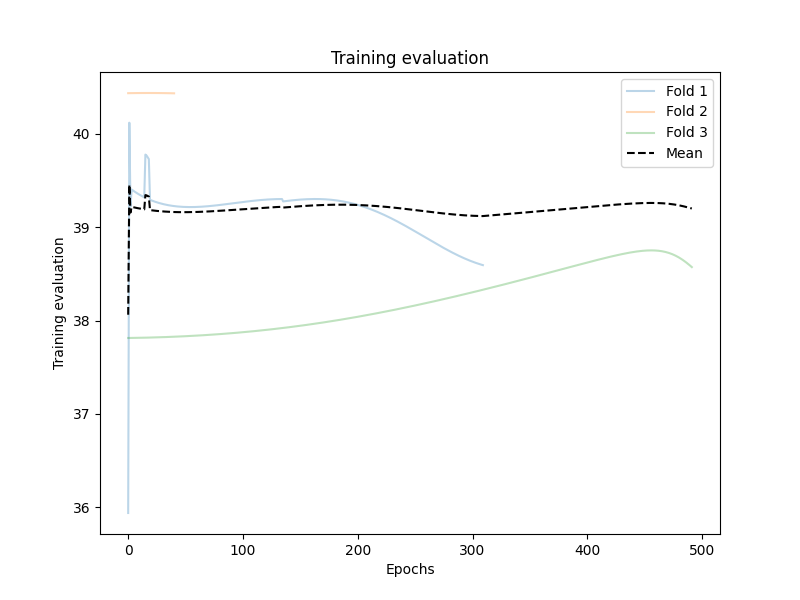 Training evaluation
Fold 1
Fold 2
Fold 3
Mean
Training evaluation
40
39
38
37
36
0 100 200 300 400 500
Epochs